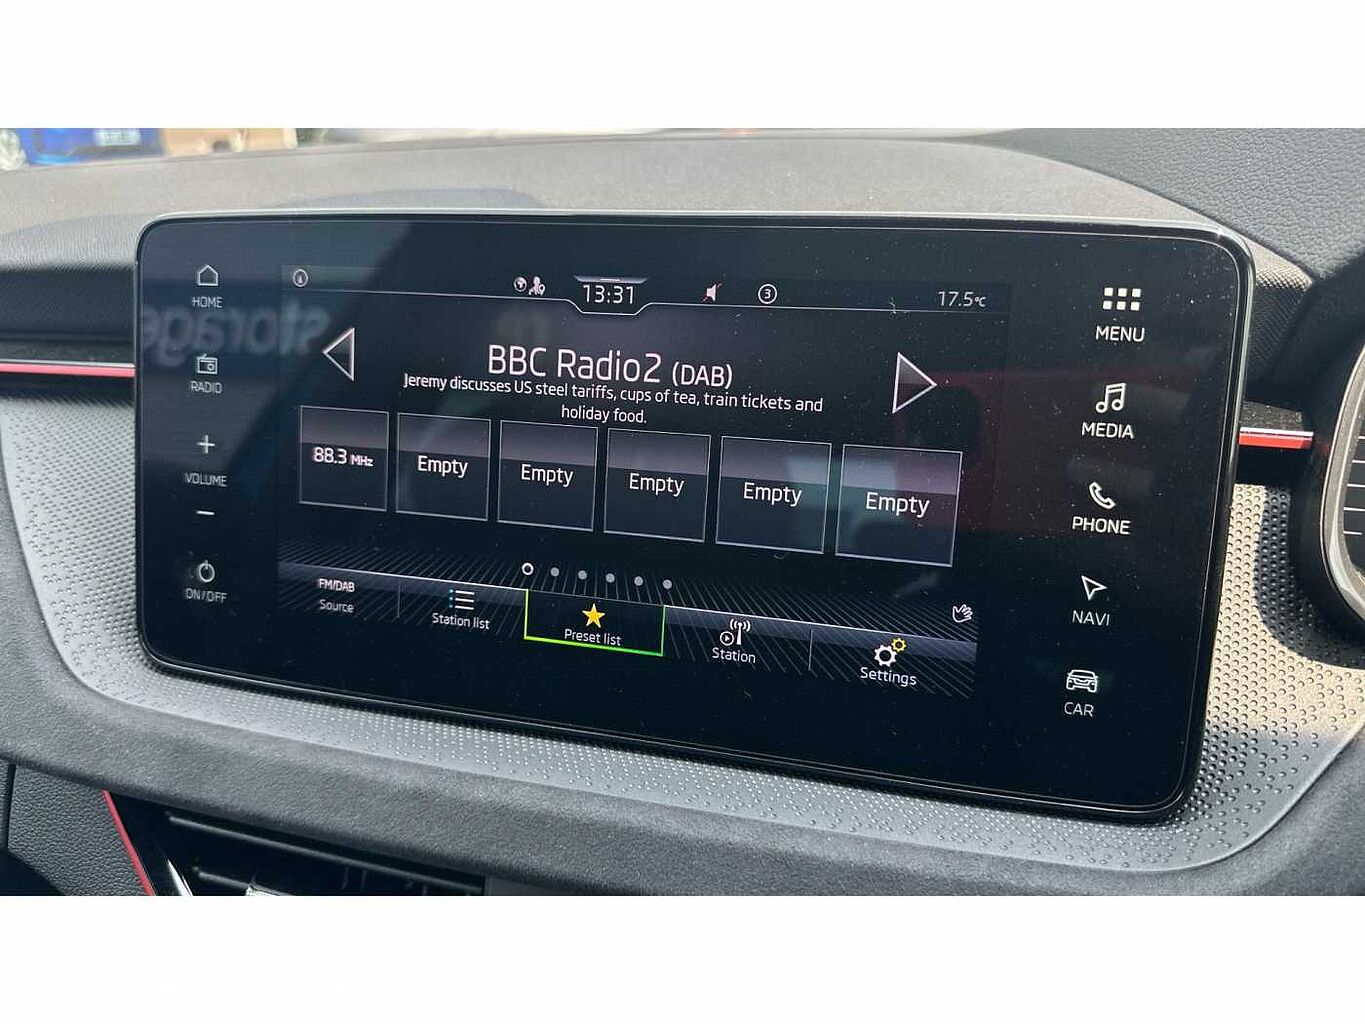 HOME
RADIO
+
VOLUME
−
ON/OFF
13:31
3
17.5°C
BBC Radio2 (DAB)
Jeremy discusses US steel tariffs, cups of tea, train tickets and
holiday food.
88.3 MHz
Empty
Empty
Empty
Empty
Empty
FM/DAB
Source
Station list
Preset list
Station
Settings
MENU
MEDIA
PHONE
NAVI
CAR
storage